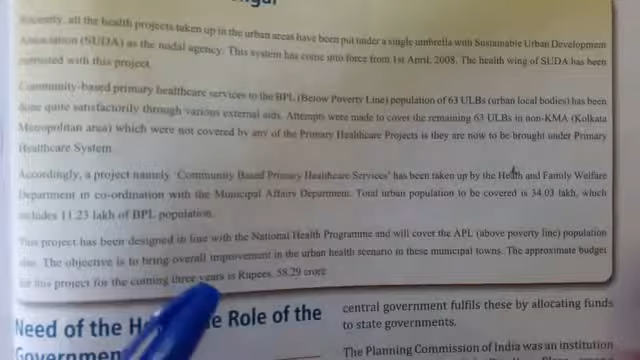 Recently, all the health projects taken up in the urban areas have been put under a single umbrella with Sustainable Urban Development
Association (SUDA) as the nodal agency. This system has come into force from 1st April, 2008. The health wing of SUDA has been
entrusted with this project.
Community-based primary healthcare services to the BPL (Below Poverty Line) population of 63 ULBs (urban local bodies) has been
done quite satisfactorily through various external aids. Attempts were made to cover the remaining 63 ULBs in non-KMA (Kolkata
Metropolitan area) which were not covered by any of the Primary Healthcare Projects is they are now to be brought under Primary
Healthcare System.
Accordingly, a project namely 'Community Based Primary Healthcare Services' has been taken up by the Health and Family Welfare
Department in co-ordination with the Municipal Affairs Department. Total urban population to be covered is 34.03 lakh, which
includes 11.23 lakh of BPL population.
This project has been designed in line with the National Health Programme and will cover the APL (above poverty line) population
also. The objective is to bring overall improvement in the urban health scenario in these municipal towns. The approximate budget
for this project for the coming three years is Rupees. 58.29 crore
Need of the Role of the
Government
central government fulfils these by allocating funds
to state governments.
The Planning Commission of India was an institution